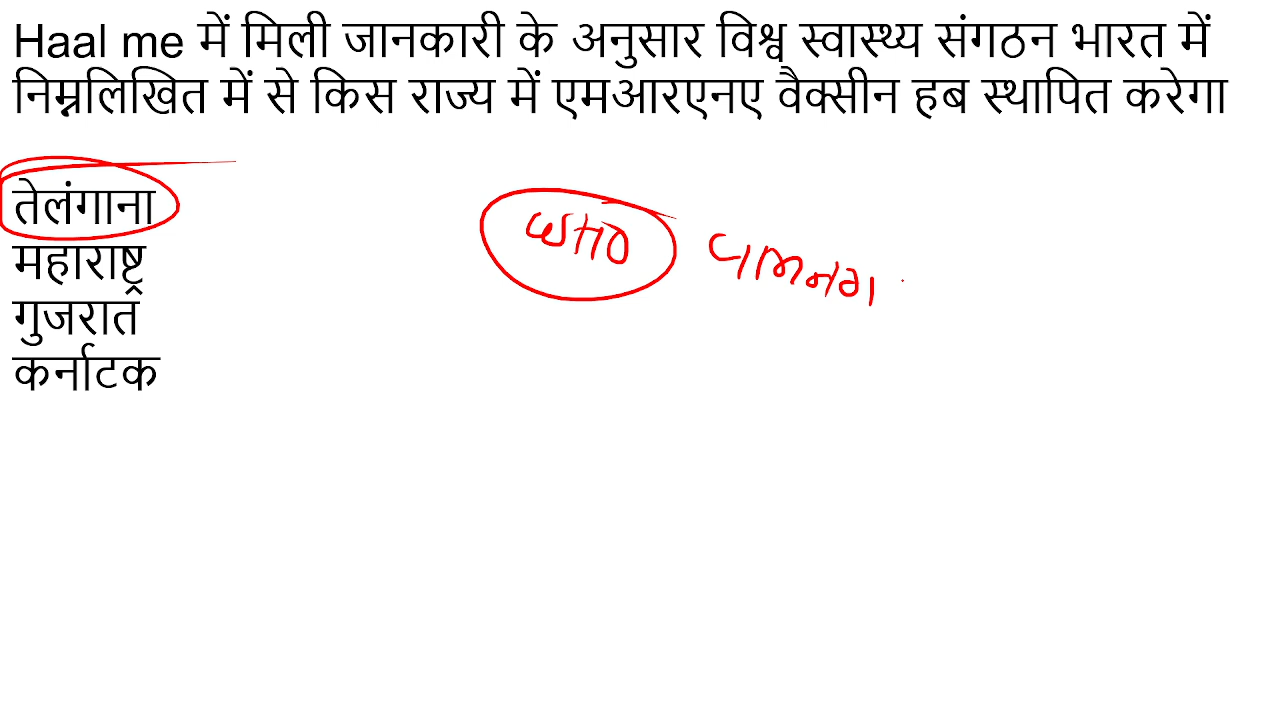 Haal me में मिली जानकारी के अनुसार विश्व स्वास्थ्य संगठन भारत में
निम्नलिखित में से किस राज्य में एमआरएनए वैक्सीन हब स्थापित करेगा
तेलंगाना
महाराष्ट्र
गुजरात
कर्नाटक
WHO